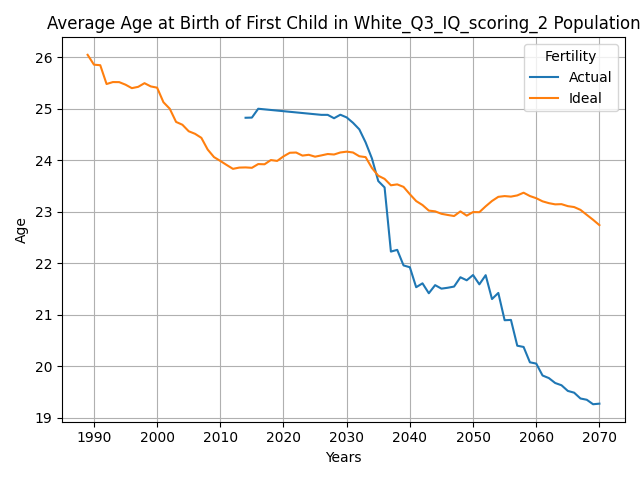 Average Age at Birth of First Child in White_Q3_IQ_scoring_2 Population
Fertility
Actual
Ideal
Age
26
25
24
23
22
21
20
19
1990 2000 2010 2020 2030 2040 2050 2060 2070
Years